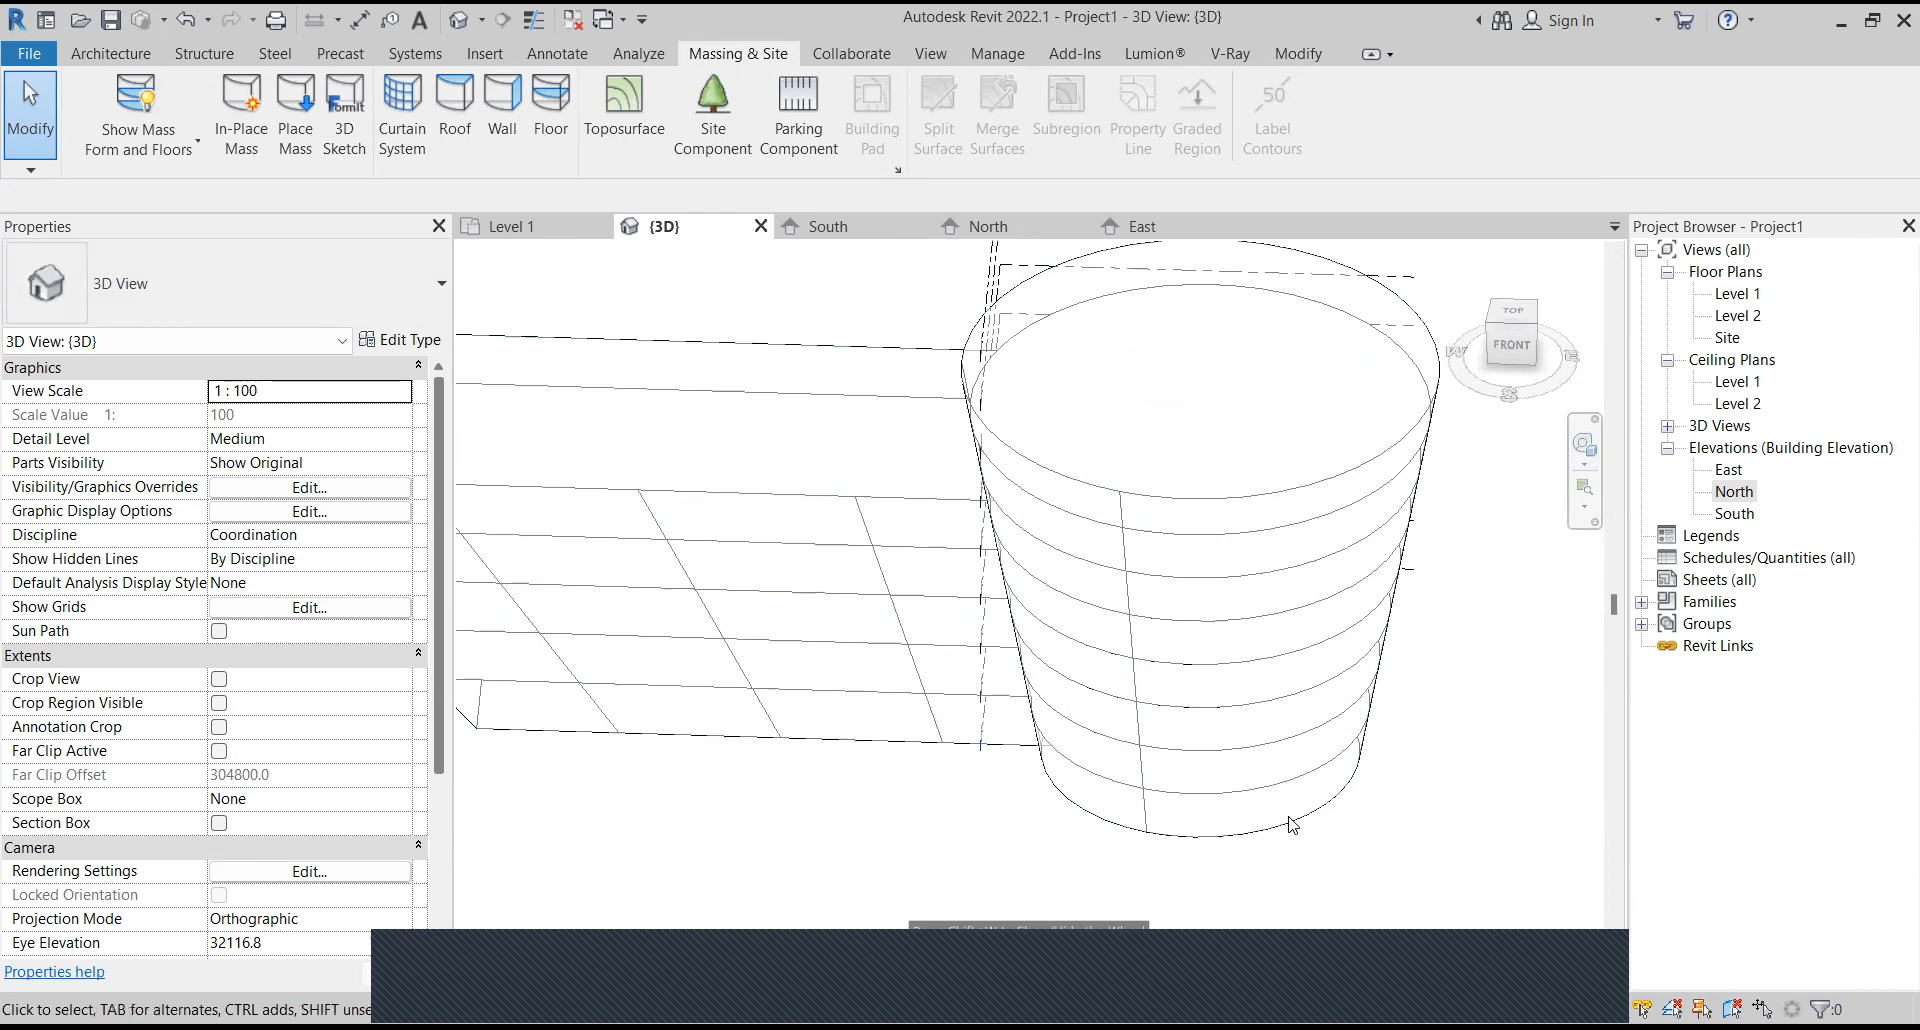 Autodesk Revit 2022.1 - Project1 - 3D View: {3D}
Sign In
File Architecture Structure Steel Precast Systems Insert Annotate Analyze Massing & Site Collaborate View Manage Add-Ins Lumion® V-Ray Modify
Modify
Show Mass
Form and Floors
In-Place
Mass
Place
Mass
FormIt
3D
Sketch
Curtain
System
Roof
Wall
Floor
Toposurface
Site
Component
Parking
Component
Building
Pad
Split
Surface
Merge
Surfaces
Subregion
Property
Line
Graded
Region
50
Label
Contours
Properties
3D View
3D View: {3D}
Edit Type
Graphics
View Scale 1 : 100
Scale Value 1: 100
Detail Level Medium
Parts Visibility Show Original
Visibility/Graphics Overrides Edit...
Graphic Display Options Edit...
Discipline Coordination
Show Hidden Lines By Discipline
Default Analysis Display Style None
Show Grids Edit...
Sun Path
Extents
Crop View
Crop Region Visible
Annotation Crop
Far Clip Active
Far Clip Offset 304800.0
Scope Box None
Section Box
Camera
Rendering Settings Edit...
Locked Orientation
Projection Mode Orthographic
Eye Elevation 32116.8
Properties help
Click to select, TAB for alternates, CTRL adds, SHIFT unse
Level 1
{3D}
South
North
East
TOP
FRONT
W
E
S
Project Browser - Project1
Views (all)
Floor Plans
Level 1
Level 2
Site
Ceiling Plans
Level 1
Level 2
3D Views
Elevations (Building Elevation)
East
North
South
Legends
Schedules/Quantities (all)
Sheets (all)
Families
Groups
Revit Links
:0